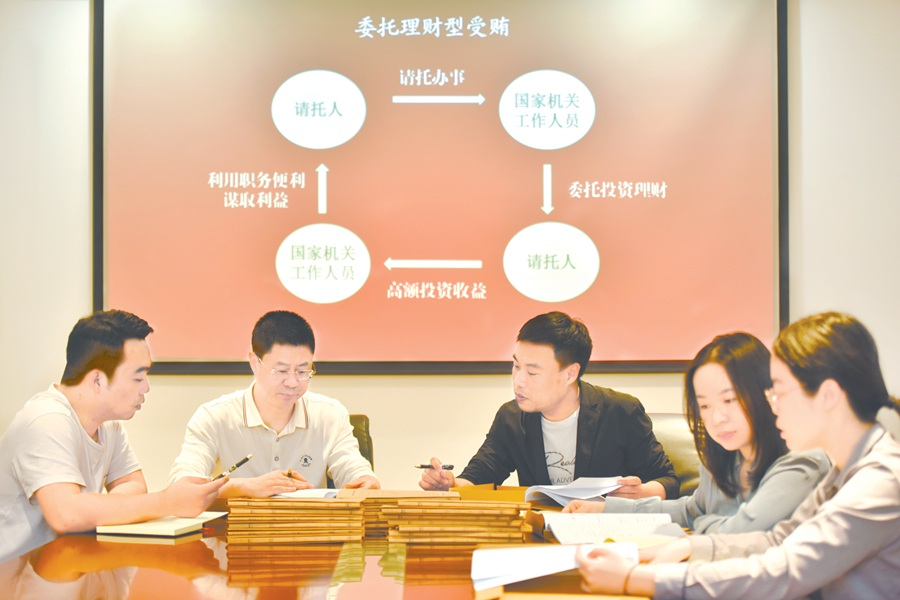 委托理财型受贿
请托办事
请托人
国家机关
工作人员
利用职务便利
谋取利益
委托投资理财
国家机关
工作人员
请托人
高额投资收益